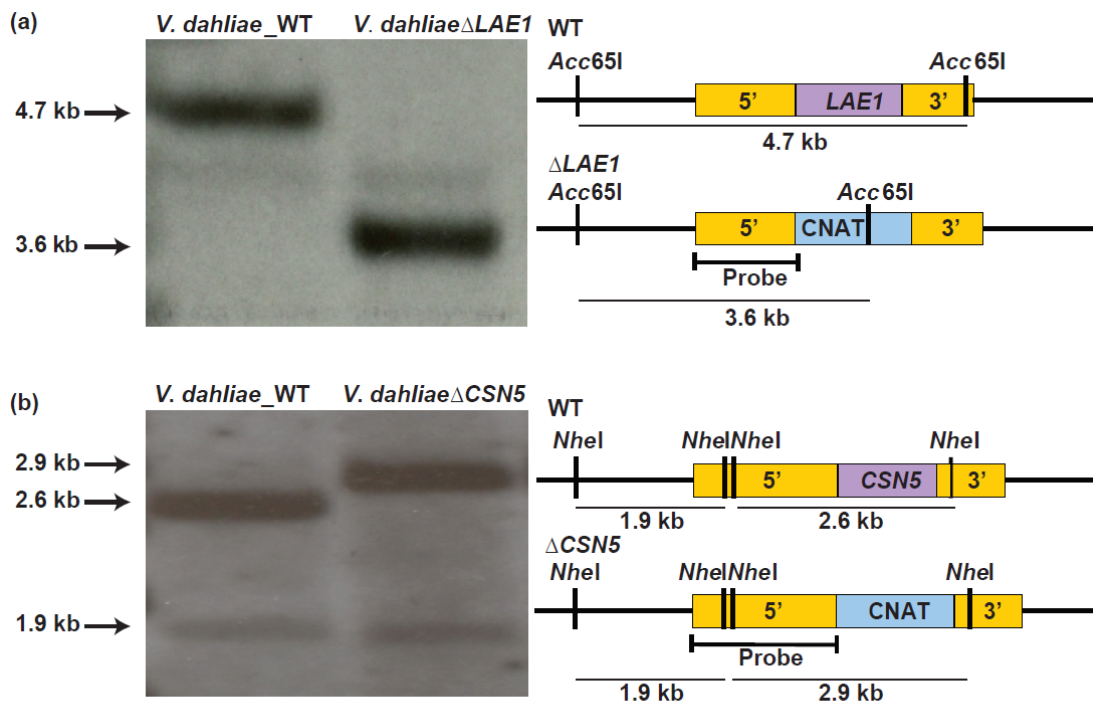 (a)
V. dahliae_WT V. dahliaeΔLAE1
4.7 kb
3.6 kb
WT
Acc65I Acc65I
5’ LAE1 3’
4.7 kb
ΔLAE1
Acc65I Acc65I
5’ CNAT 3’
Probe
3.6 kb
(b)
V. dahliae_WT V. dahliaeΔCSN5
2.9 kb
2.6 kb
1.9 kb
WT
NheI NheINheI NheI
5’ CSN5 3’
1.9 kb 2.6 kb
ΔCSN5
NheI NheINheI NheI
5’ CNAT 3’
Probe
1.9 kb 2.9 kb